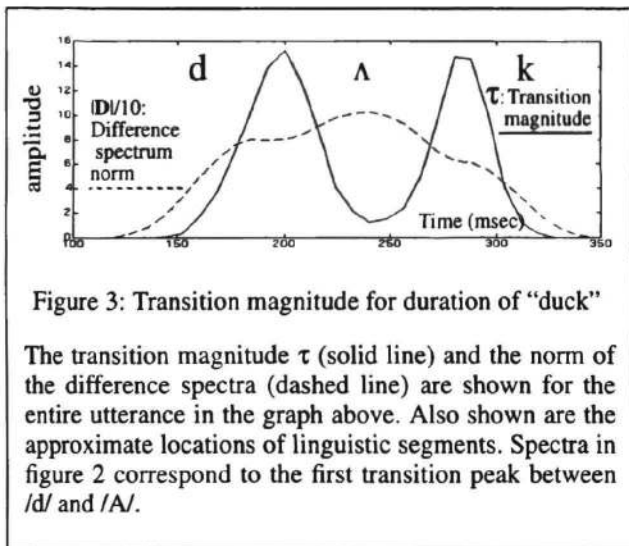 16
14
12
10
8
6
4
2
0
amplitude
d ʌ k
|D|/10:
Difference
spectrum
norm
τ: Transition
magnitude
Time (msec)
100 150 200 250 300 350
Figure 3: Transition magnitude for duration of “duck”
The transition magnitude τ (solid line) and the norm of
the difference spectra (dashed line) are shown for the
entire utterance in the graph above. Also shown are the
approximate locations of linguistic segments. Spectra in
figure 2 correspond to the first transition peak between
/d/ and /A/.